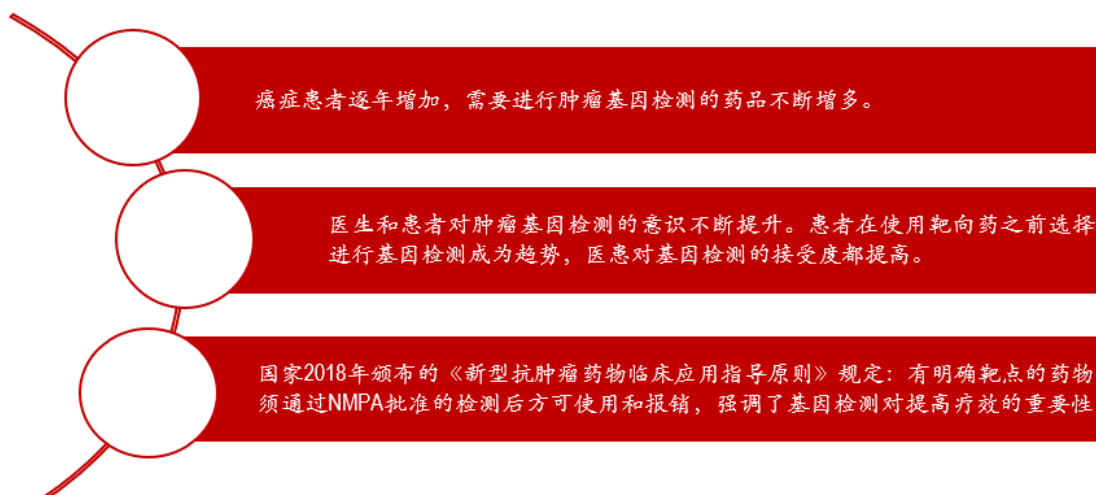 癌症患者逐年增加，需要进行肿瘤基因检测的药品不断增多。
医生和患者对肿瘤基因检测的意识不断提升。患者在使用靶向药之前选择
进行基因检测成为趋势，医患对基因检测的接受度都提高。
国家2018年颁布的《新型抗肿瘤药物临床应用指导原则》规定：有明确靶点的药物
须通过NMPA批准的检测后方可使用和报销，强调了基因检测对提高疗效的重要性